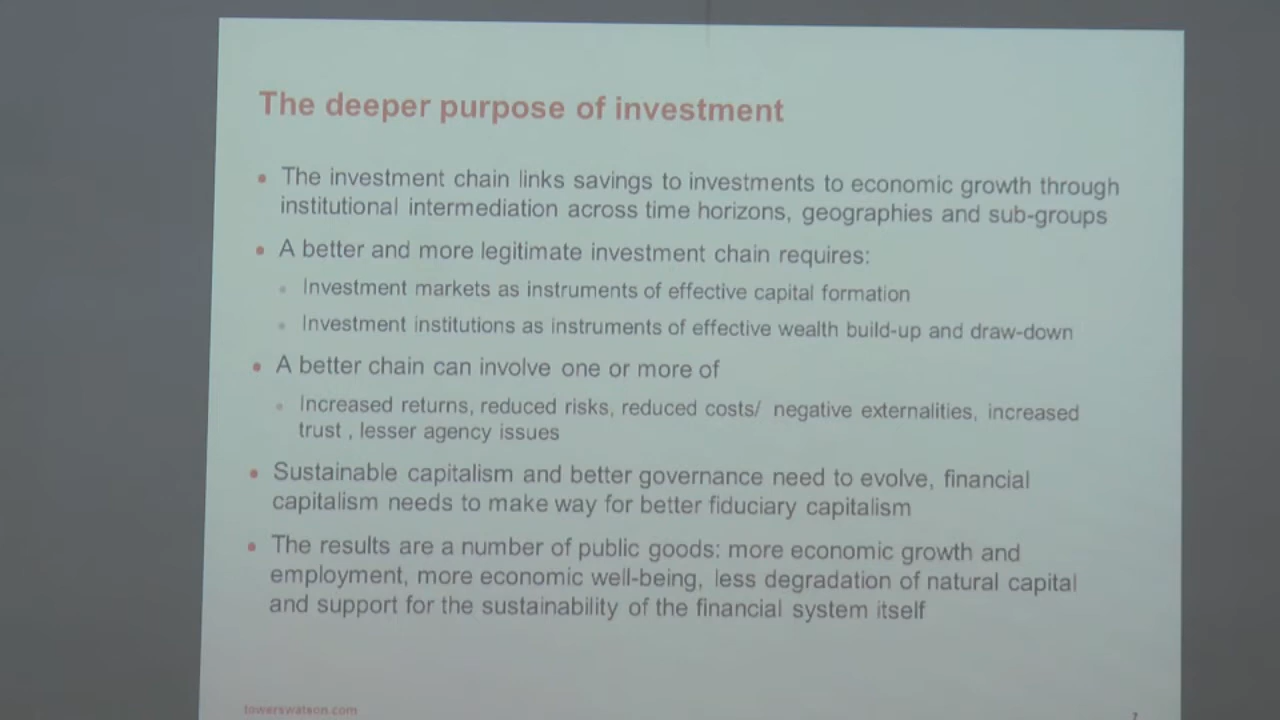 The deeper purpose of investment
• The investment chain links savings to investments to economic growth through
institutional intermediation across time horizons, geographies and sub-groups
• A better and more legitimate investment chain requires:
• Investment markets as instruments of effective capital formation
• Investment institutions as instruments of effective wealth build-up and draw-down
• A better chain can involve one or more of
• Increased returns, reduced risks, reduced costs/ negative externalities, increased
trust , lesser agency issues
• Sustainable capitalism and better governance need to evolve, financial
capitalism needs to make way for better fiduciary capitalism
• The results are a number of public goods: more economic growth and
employment, more economic well-being, less degradation of natural capital
and support for the sustainability of the financial system itself
towerswatson.com